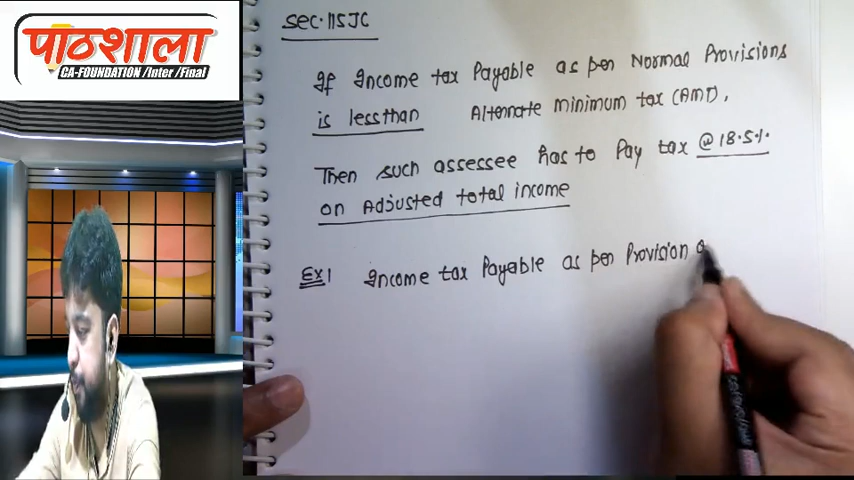 पाठशाला
CA-FOUNDATION /Inter /Final
Sec. 115JC
If Income tax Payable as per Normal Provisions
is less than Alternate minimum tax (AMT).
Then such assessee has to Pay tax @ 18.5%
on Adjusted total income
Ex 1 Income tax Payable as per Provision